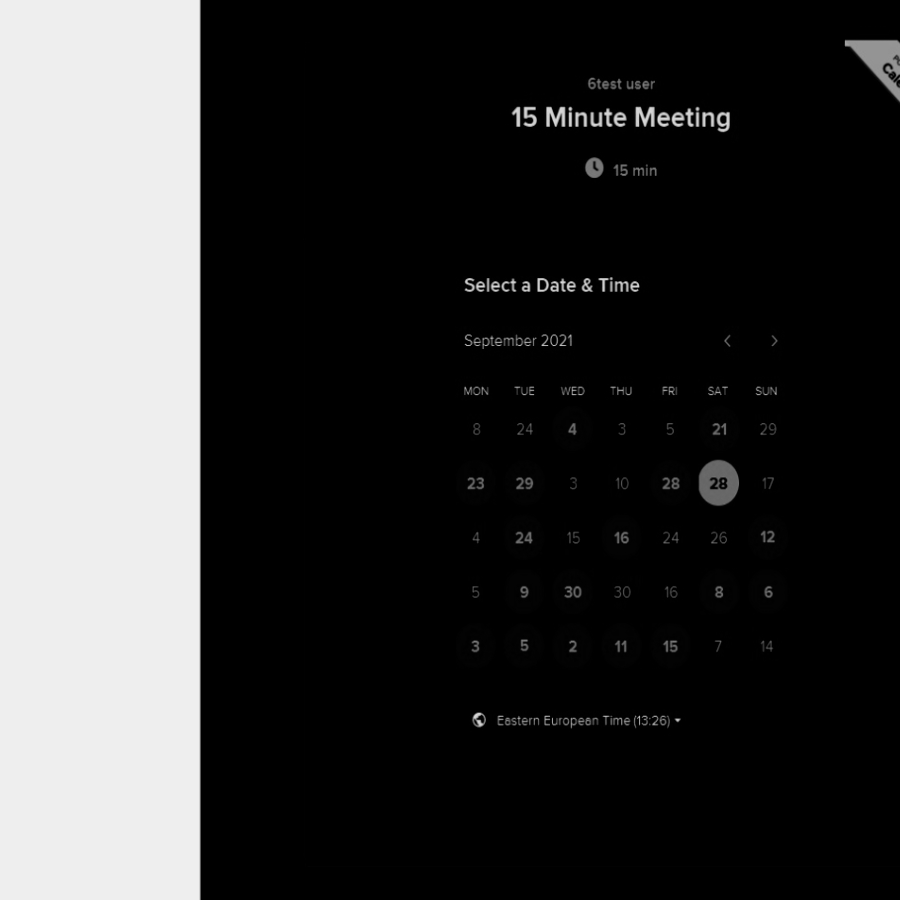 6test user
15 Minute Meeting
15 min
Select a Date & Time
September 2021
MON TUE WED THU FRI SAT SUN
8 24 4 3 5 21 29
23 29 3 10 28 28 17
4 24 15 16 24 26 12
5 9 30 30 16 8 6
3 5 2 11 15 7 14
Eastern European Time (13:26)